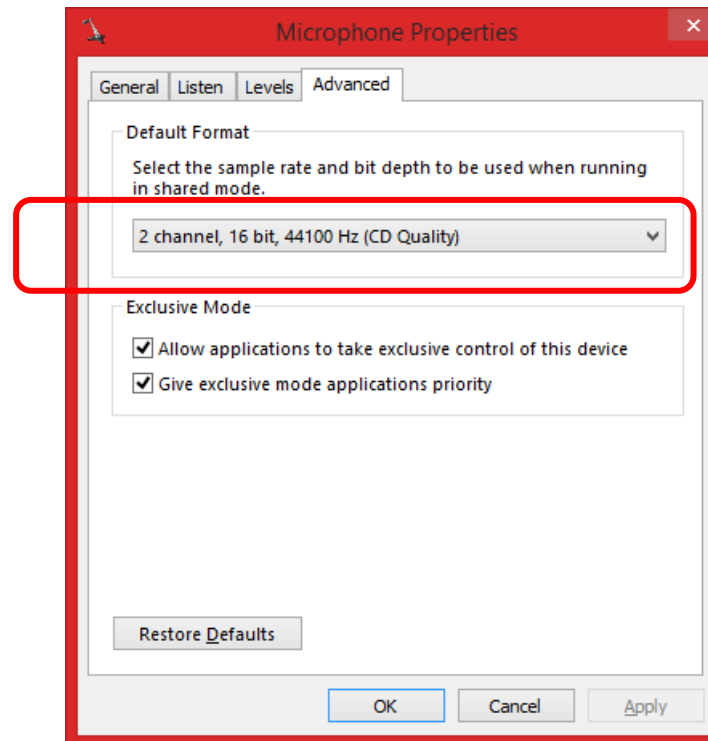 Microphone Properties
General Listen Levels Advanced
Default Format
Select the sample rate and bit depth to be used when running
in shared mode.
2 channel, 16 bit, 44100 Hz (CD Quality)
Exclusive Mode
Allow applications to take exclusive control of this device
Give exclusive mode applications priority
Restore Defaults
OK Cancel Apply